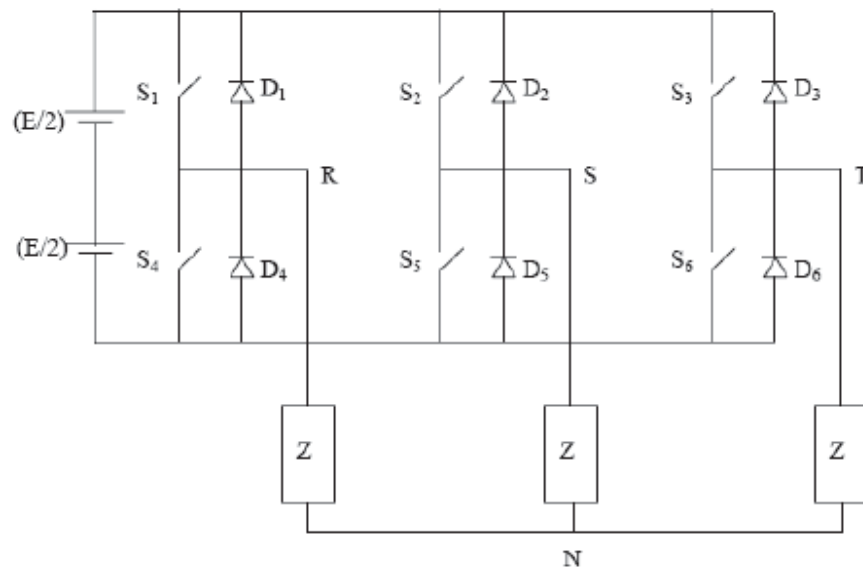 S1 D1 S2 D2 S3 D3
(E/2)
R S T
(E/2)
S4 D4 S5 D5 S6 D6
Z Z Z
N